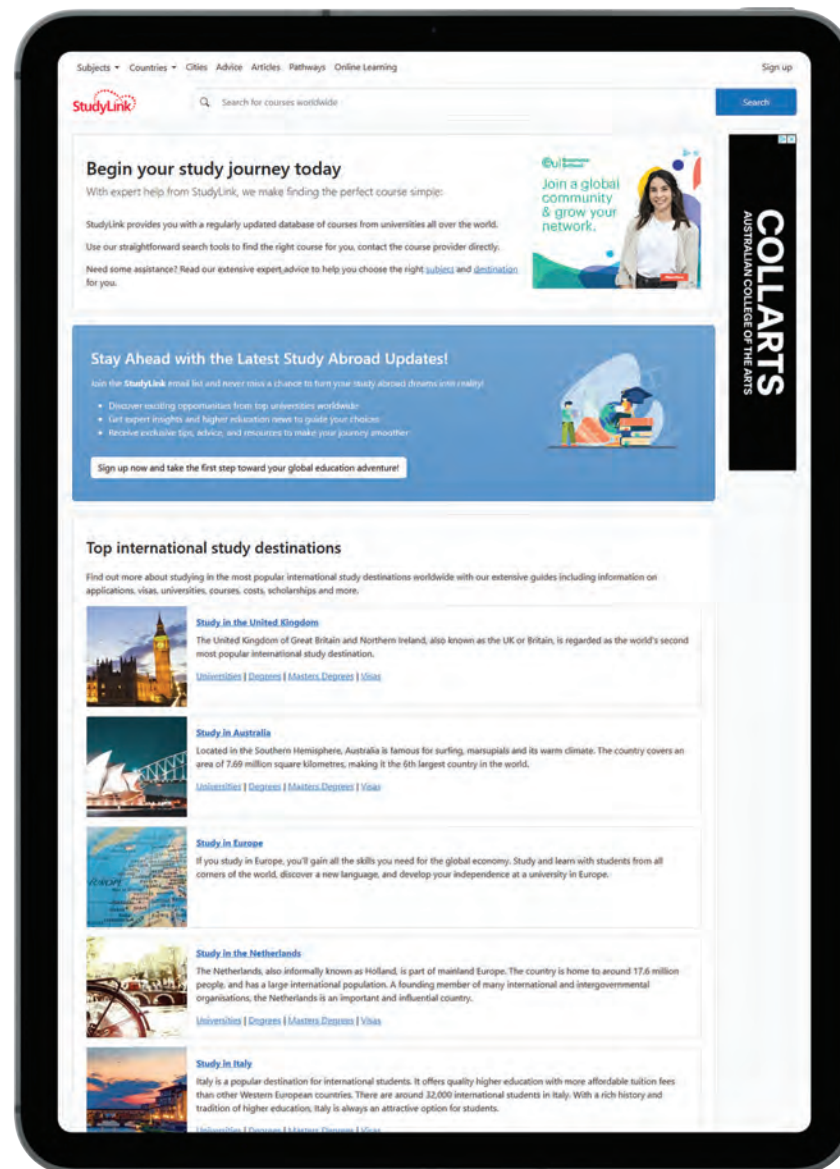 Subjects Countries Cities Advice Articles Pathways Online Learning Sign up
StudyLink
Search for courses worldwide
Search
Begin your study journey today
With expert help from StudyLink, we make finding the perfect course simple:
StudyLink provides you with a regularly updated database of courses from universities all over the world.
Use our straightforward search tools to find the right course for you, contact the course provider directly.
Need some assistance? Read our extensive expert advice to help you choose the right subject and destination
for you.
Join a global
community
& grow your
network.
COLLARTS
AUSTRALIAN COLLEGE OF THE ARTS
Stay Ahead with the Latest Study Abroad Updates!
Join the StudyLink email list and never miss a chance to turn your study abroad dreams into reality!
• Discover exciting opportunities from top universities worldwide
• Get expert insights and higher education news to guide your choices
• Receive exclusive tips, advice, and resources to make your journey smoother
Sign up now and take the first step toward your global education adventure!
Top international study destinations
Find out more about studying in the most popular international study destinations worldwide with our extensive guides including information on
applications, visas, universities, courses, costs, scholarships and more.
Study in the United Kingdom
The United Kingdom of Great Britain and Northern Ireland, also known as the UK or Britain, is regarded as the world's second
most popular international study destination.
Universities | Degrees | Masters Degrees | Visas
Study in Australia
Located in the Southern Hemisphere, Australia is famous for surfing, marsupials and its warm climate. The country covers an
area of 7.69 million square kilometres, making it the 6th largest country in the world.
Universities | Degrees | Masters Degrees | Visas
Study in Europe
If you study in Europe, you'll gain all the skills you need for the global economy. Study and learn with students from all
corners of the world, discover a new language, and develop your independence at a university in Europe.
Study in the Netherlands
The Netherlands, also informally known as Holland, is part of mainland Europe. The country is home to around 17.6 million
people, and has a large international population. A founding member of many international and intergovernmental
organisations, the Netherlands is an important and influential country.
Universities | Degrees | Masters Degrees | Visas
Study in Italy
Italy is a popular destination for international students. It offers quality higher education with more affordable tuition fees
than other Western European countries. There are around 32,000 international students in Italy. With a rich history and
tradition of higher education, Italy is always an attractive option for students.
Universities | Degrees | Masters Degrees | Visas